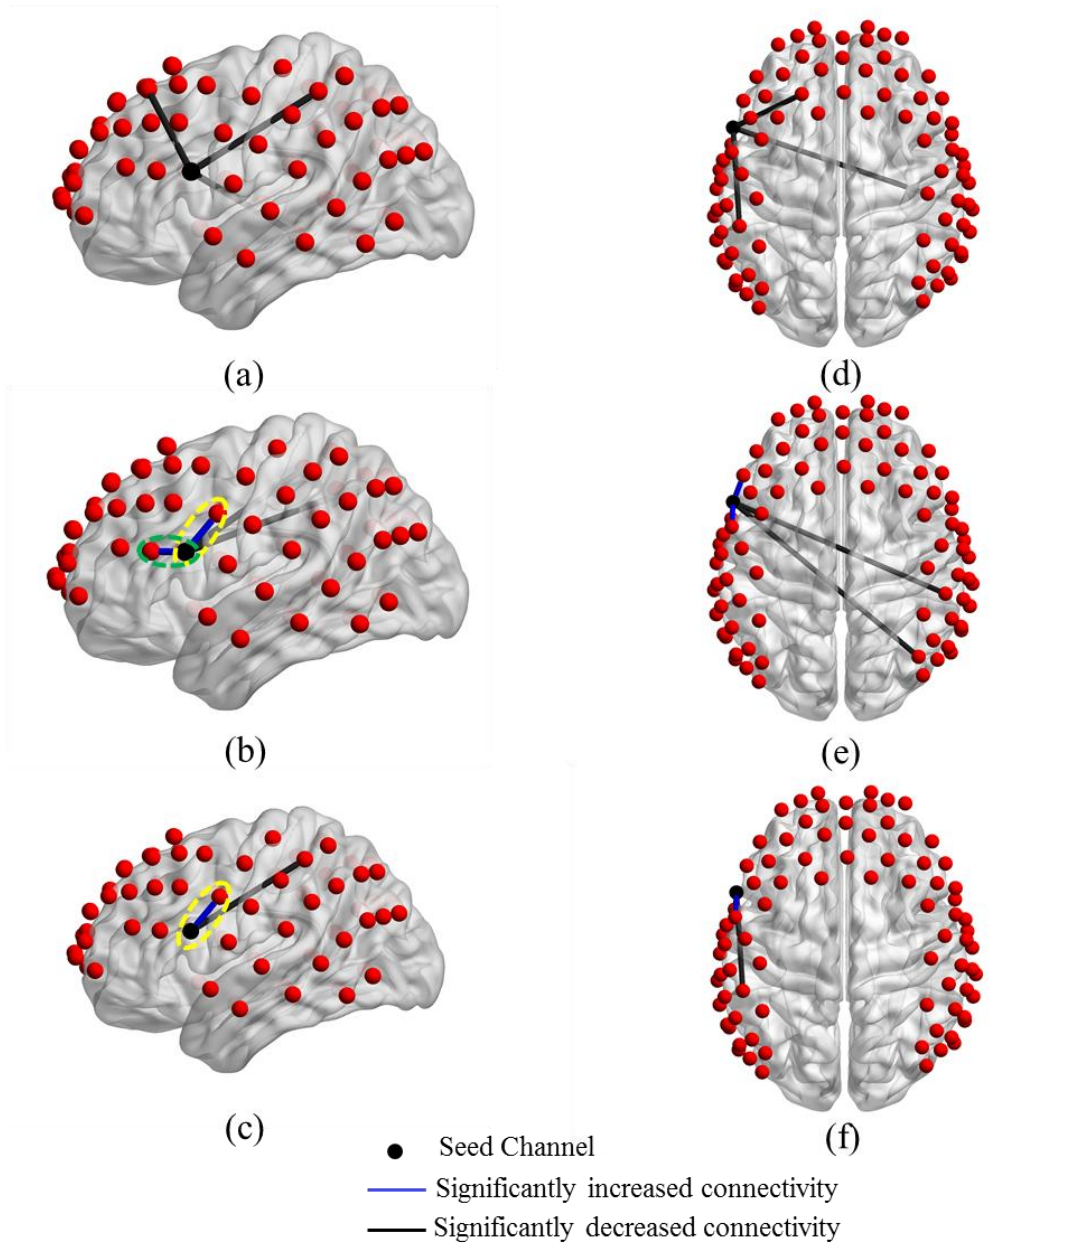 (a)
(d)
(b)
(e)
(c)
(f)
Seed Channel
Significantly increased connectivity
Significantly decreased connectivity